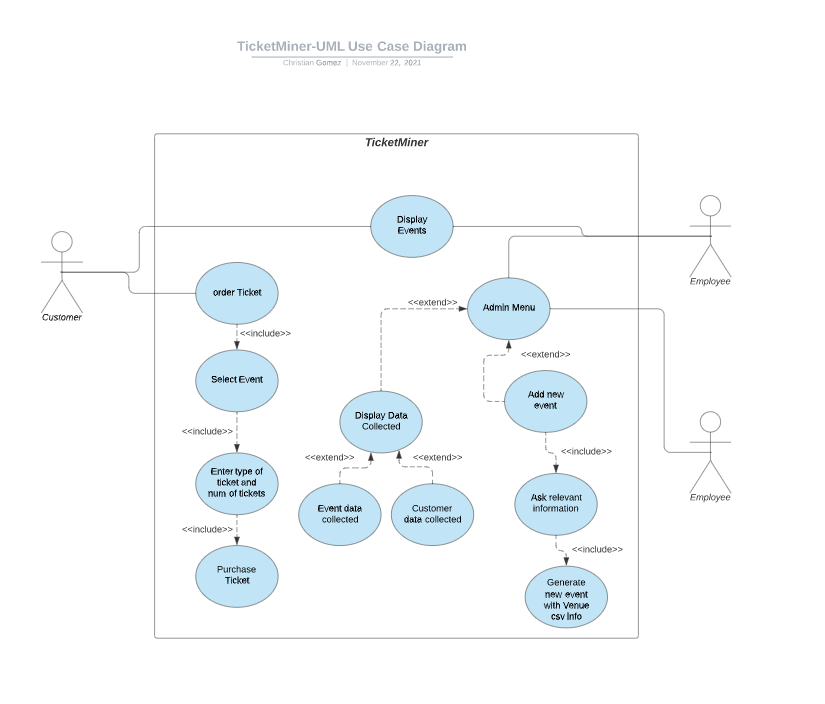 TicketMiner-UML Use Case Diagram
Christian Gomez | November 22, 2021
TicketMiner
Display
Events
Employee
Customer
order Ticket
<<include>>
Select Event
<<include>>
Enter type of
ticket and
num of tickets
<<include>>
Purchase
Ticket
<<extend>>
Admin Menu
<<extend>>
Display Data
Collected
<<extend>>
<<extend>>
Event data
collected
Customer
data collected
Add new
event
<<include>>
Ask relevant
information
<<include>>
Generate
new event
with Venue
csv info
Employee